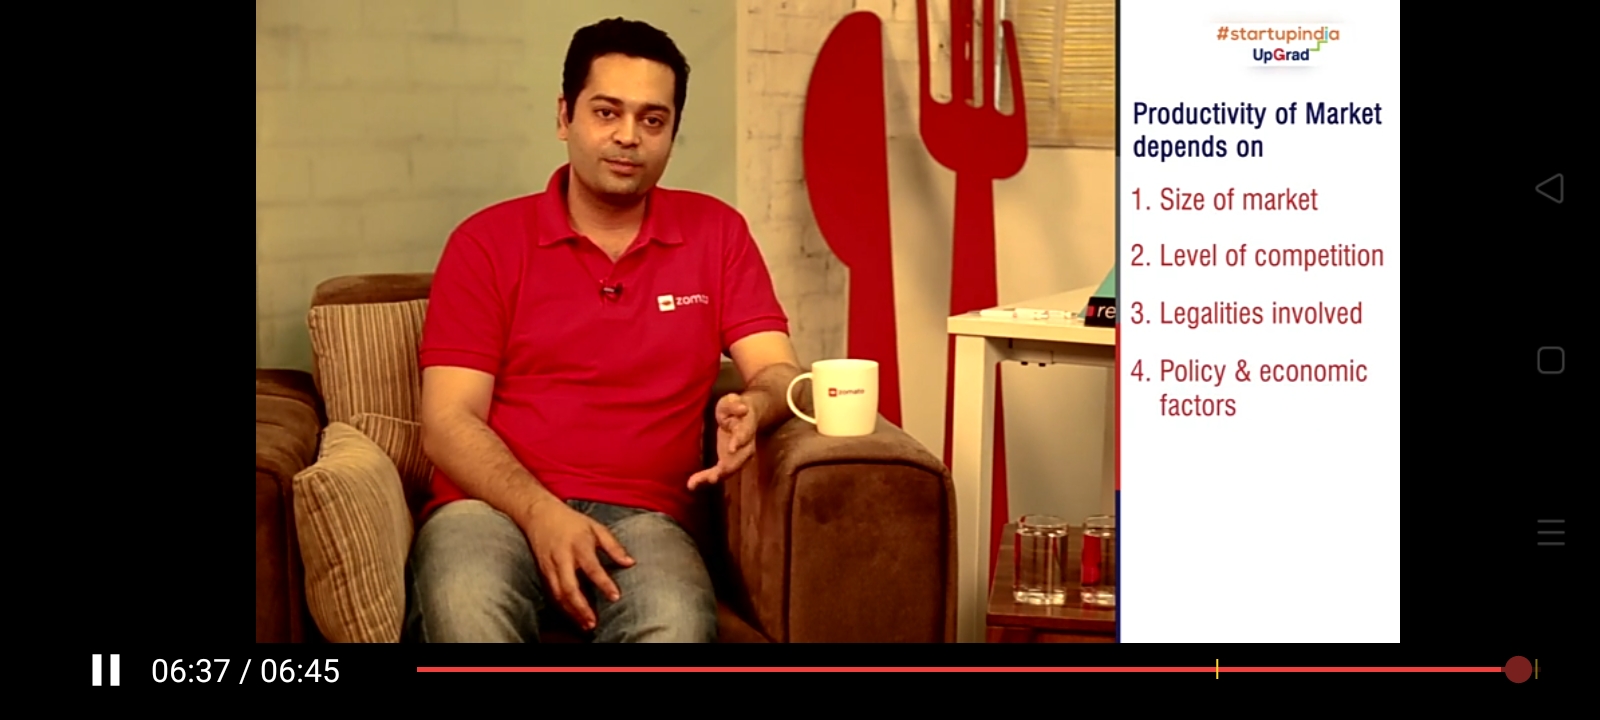 #startupindia
UpGrad
Productivity of Market
depends on
1. Size of market
2. Level of competition
3. Legalities involved
4. Policy & economic
factors
zomato
zomato
re
06:37 / 06:45